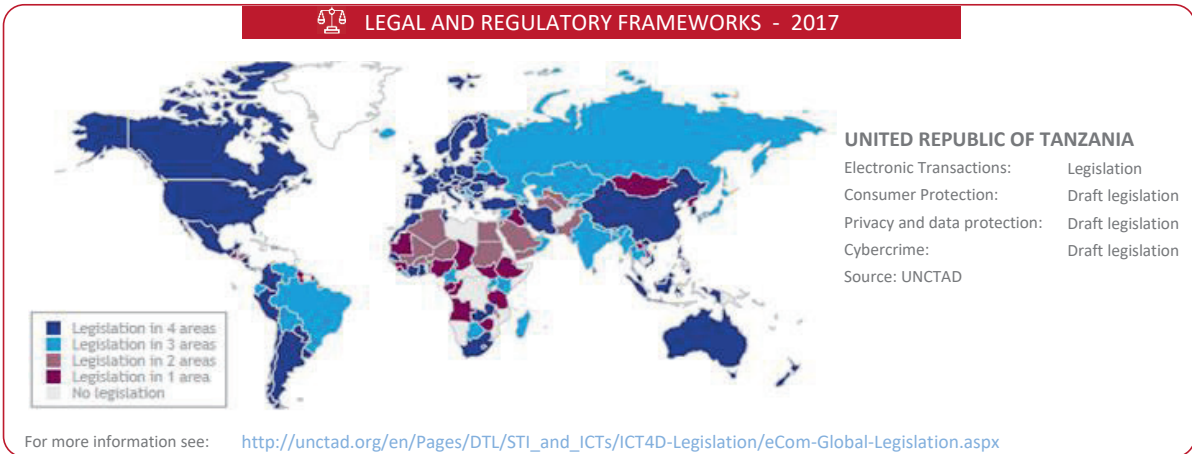 LEGAL AND REGULATORY FRAMEWORKS - 2017
Legislation in 4 areas
Legislation in 3 areas
Legislation in 2 areas
Legislation in 1 area
No legislation
UNITED REPUBLIC OF TANZANIA
Electronic Transactions: Legislation
Consumer Protection: Draft legislation
Privacy and data protection: Draft legislation
Cybercrime: Draft legislation
Source: UNCTAD
For more information see: http://unctad.org/en/Pages/DTL/STI_and_ICTs/ICT4D-Legislation/eCom-Global-Legislation.aspx